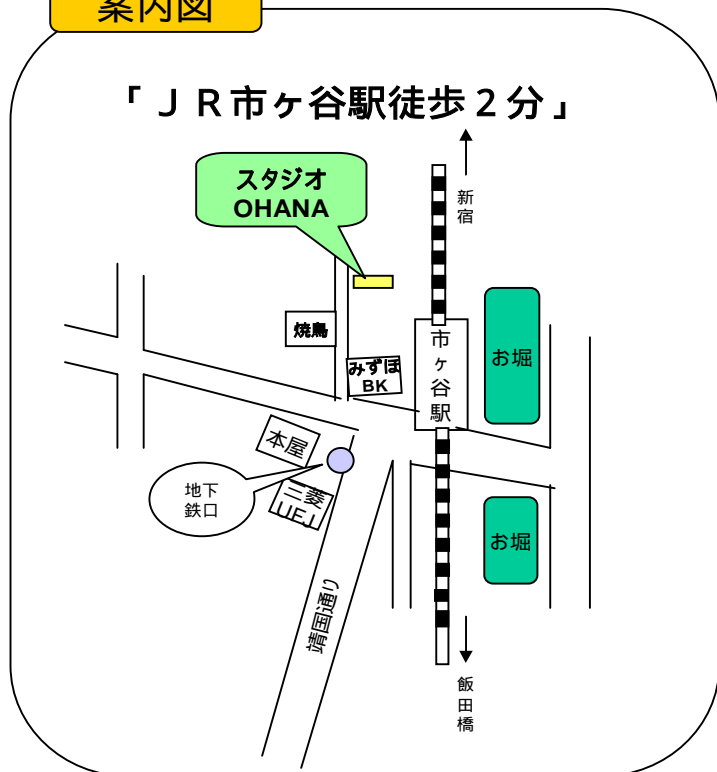 案内図
「ＪＲ市ヶ谷駅徒歩２分」
スタジオ
OHANA
新宿
焼鳥
みずほ
BK
市ヶ谷駅
お堀
本屋
地下
鉄口
三菱
UFJ
お堀
靖国通り
飯田橋